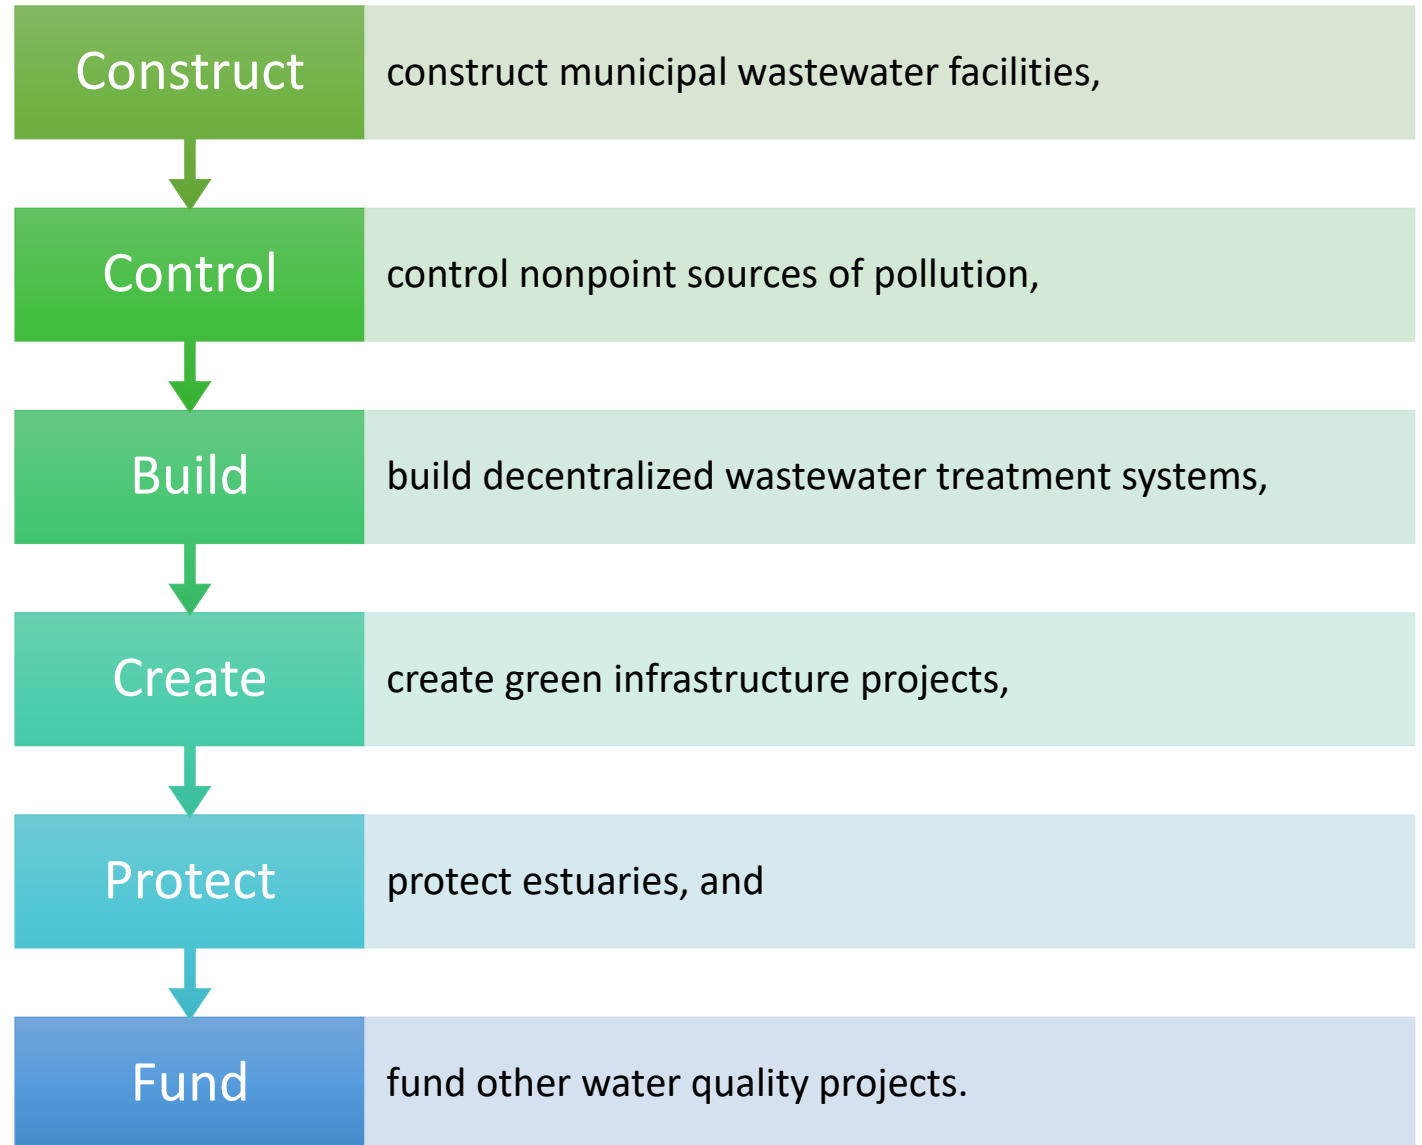 Construct
construct municipal wastewater facilities,
Control
control nonpoint sources of pollution,
Build
build decentralized wastewater treatment systems,
Create
create green infrastructure projects,
Protect
protect estuaries, and
Fund
fund other water quality projects.